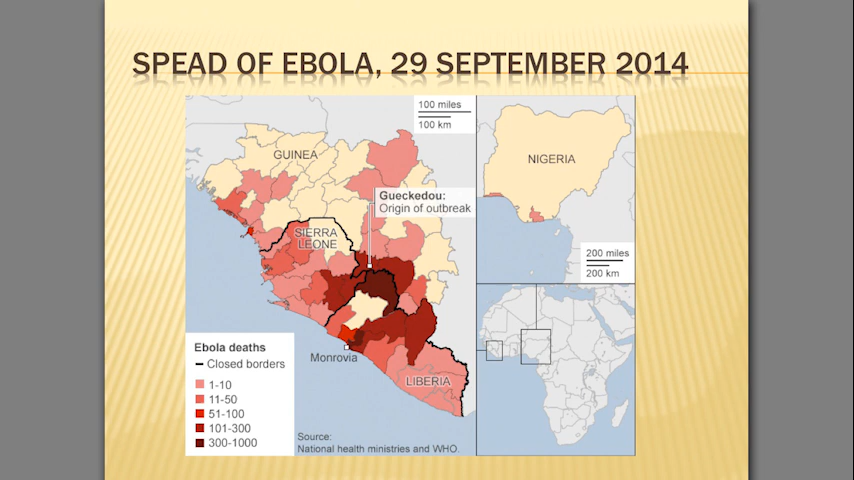 SPEAD OF EBOLA, 29 SEPTEMBER 2014
100 miles
100 km
GUINEA
NIGERIA
Gueckedou:
Origin of outbreak
SIERRA
LEONE
200 miles
200 km
Ebola deaths
Closed borders
1-10
11-50
51-100
101-300
300-1000
Monrovia
LIBERIA
Source:
National health ministries and WHO.